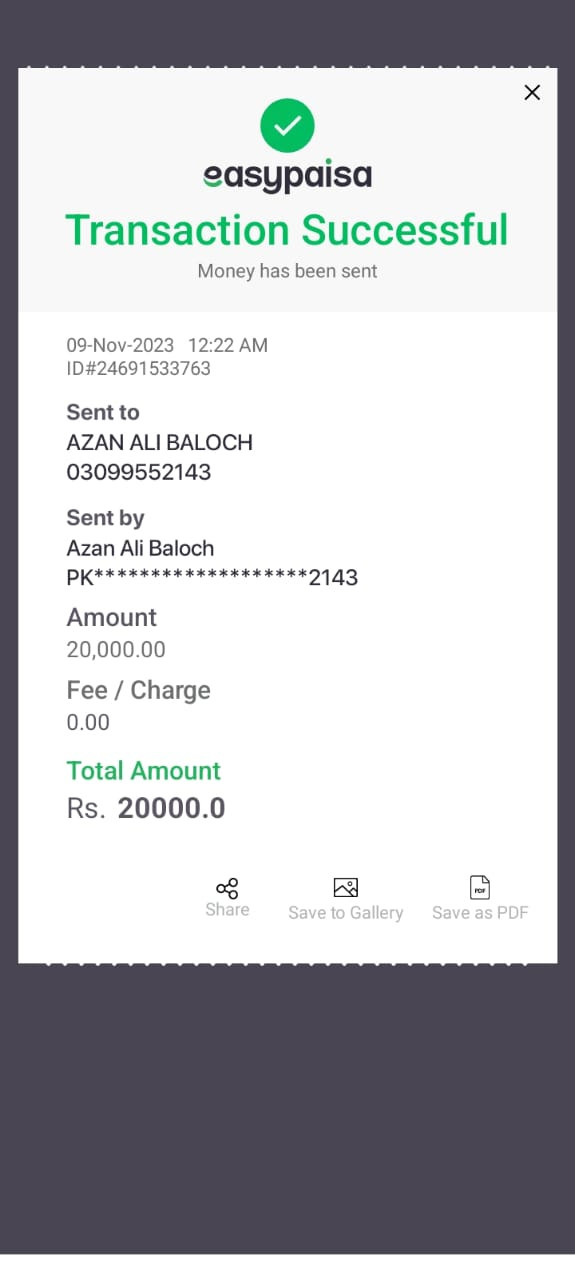 easypaisa
Transaction Successful
Money has been sent
09-Nov-2023 12:22 AM
ID#24691533763
Sent to
AZAN ALI BALOCH
03099552143
Sent by
Azan Ali Baloch
PK*******************2143
Amount
20,000.00
Fee / Charge
0.00
Total Amount
Rs. 20000.0
Share
Save to Gallery
PDF
Save as PDF